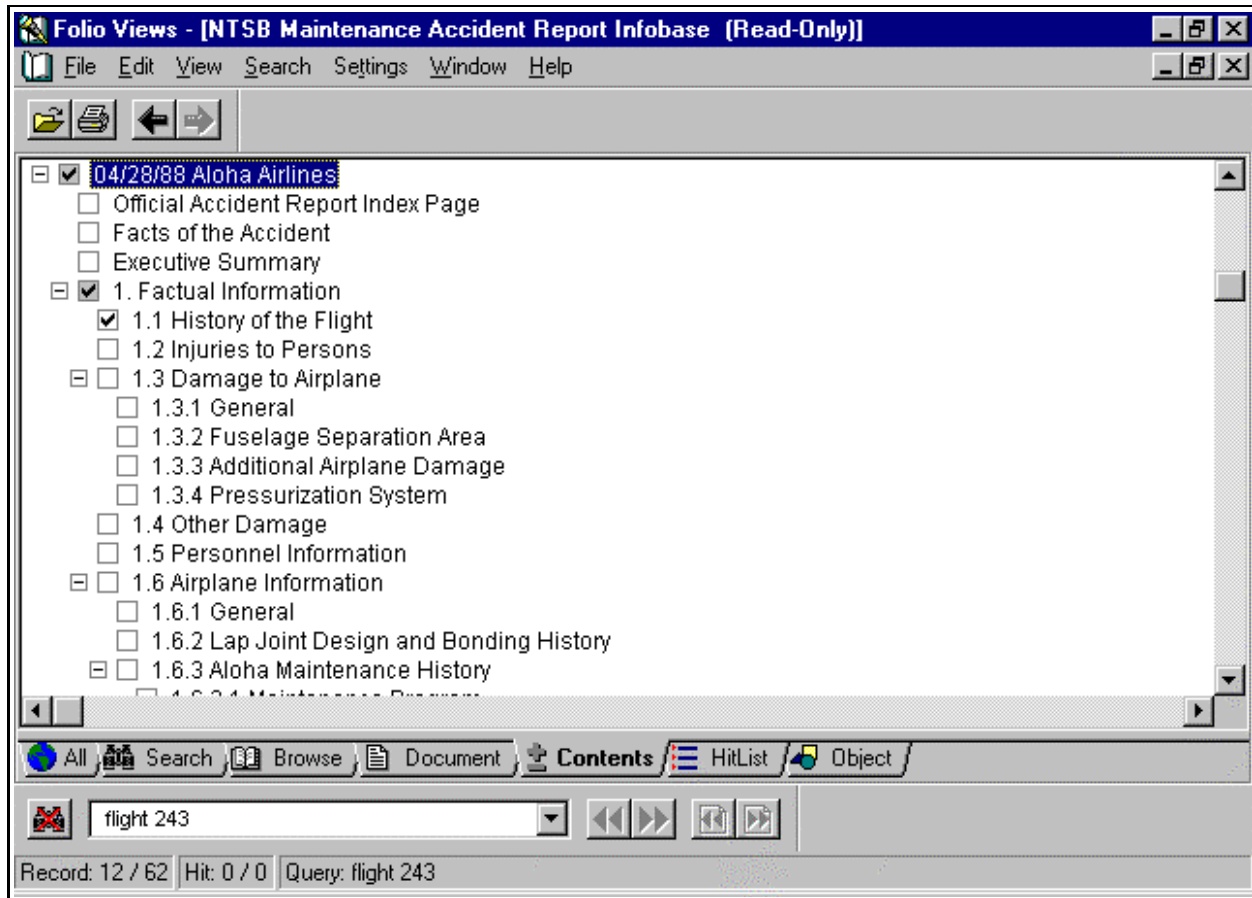 Folio Views - [NTSB Maintenance Accident Report Infobase (Read-Only)]
File Edit View Search Settings Window Help
04/28/88 Aloha Airlines
Official Accident Report Index Page
Facts of the Accident
Executive Summary
1. Factual Information
1.1 History of the Flight
1.2 Injuries to Persons
1.3 Damage to Airplane
1.3.1 General
1.3.2 Fuselage Separation Area
1.3.3 Additional Airplane Damage
1.3.4 Pressurization System
1.4 Other Damage
1.5 Personnel Information
1.6 Airplane Information
1.6.1 General
1.6.2 Lap Joint Design and Bonding History
1.6.3 Aloha Maintenance History
1.6.3.1 Maintenance Program
All Search Browse Document Contents HitList Object
flight 243
Record: 12 / 62 Hit: 0 / 0 Query: flight 243